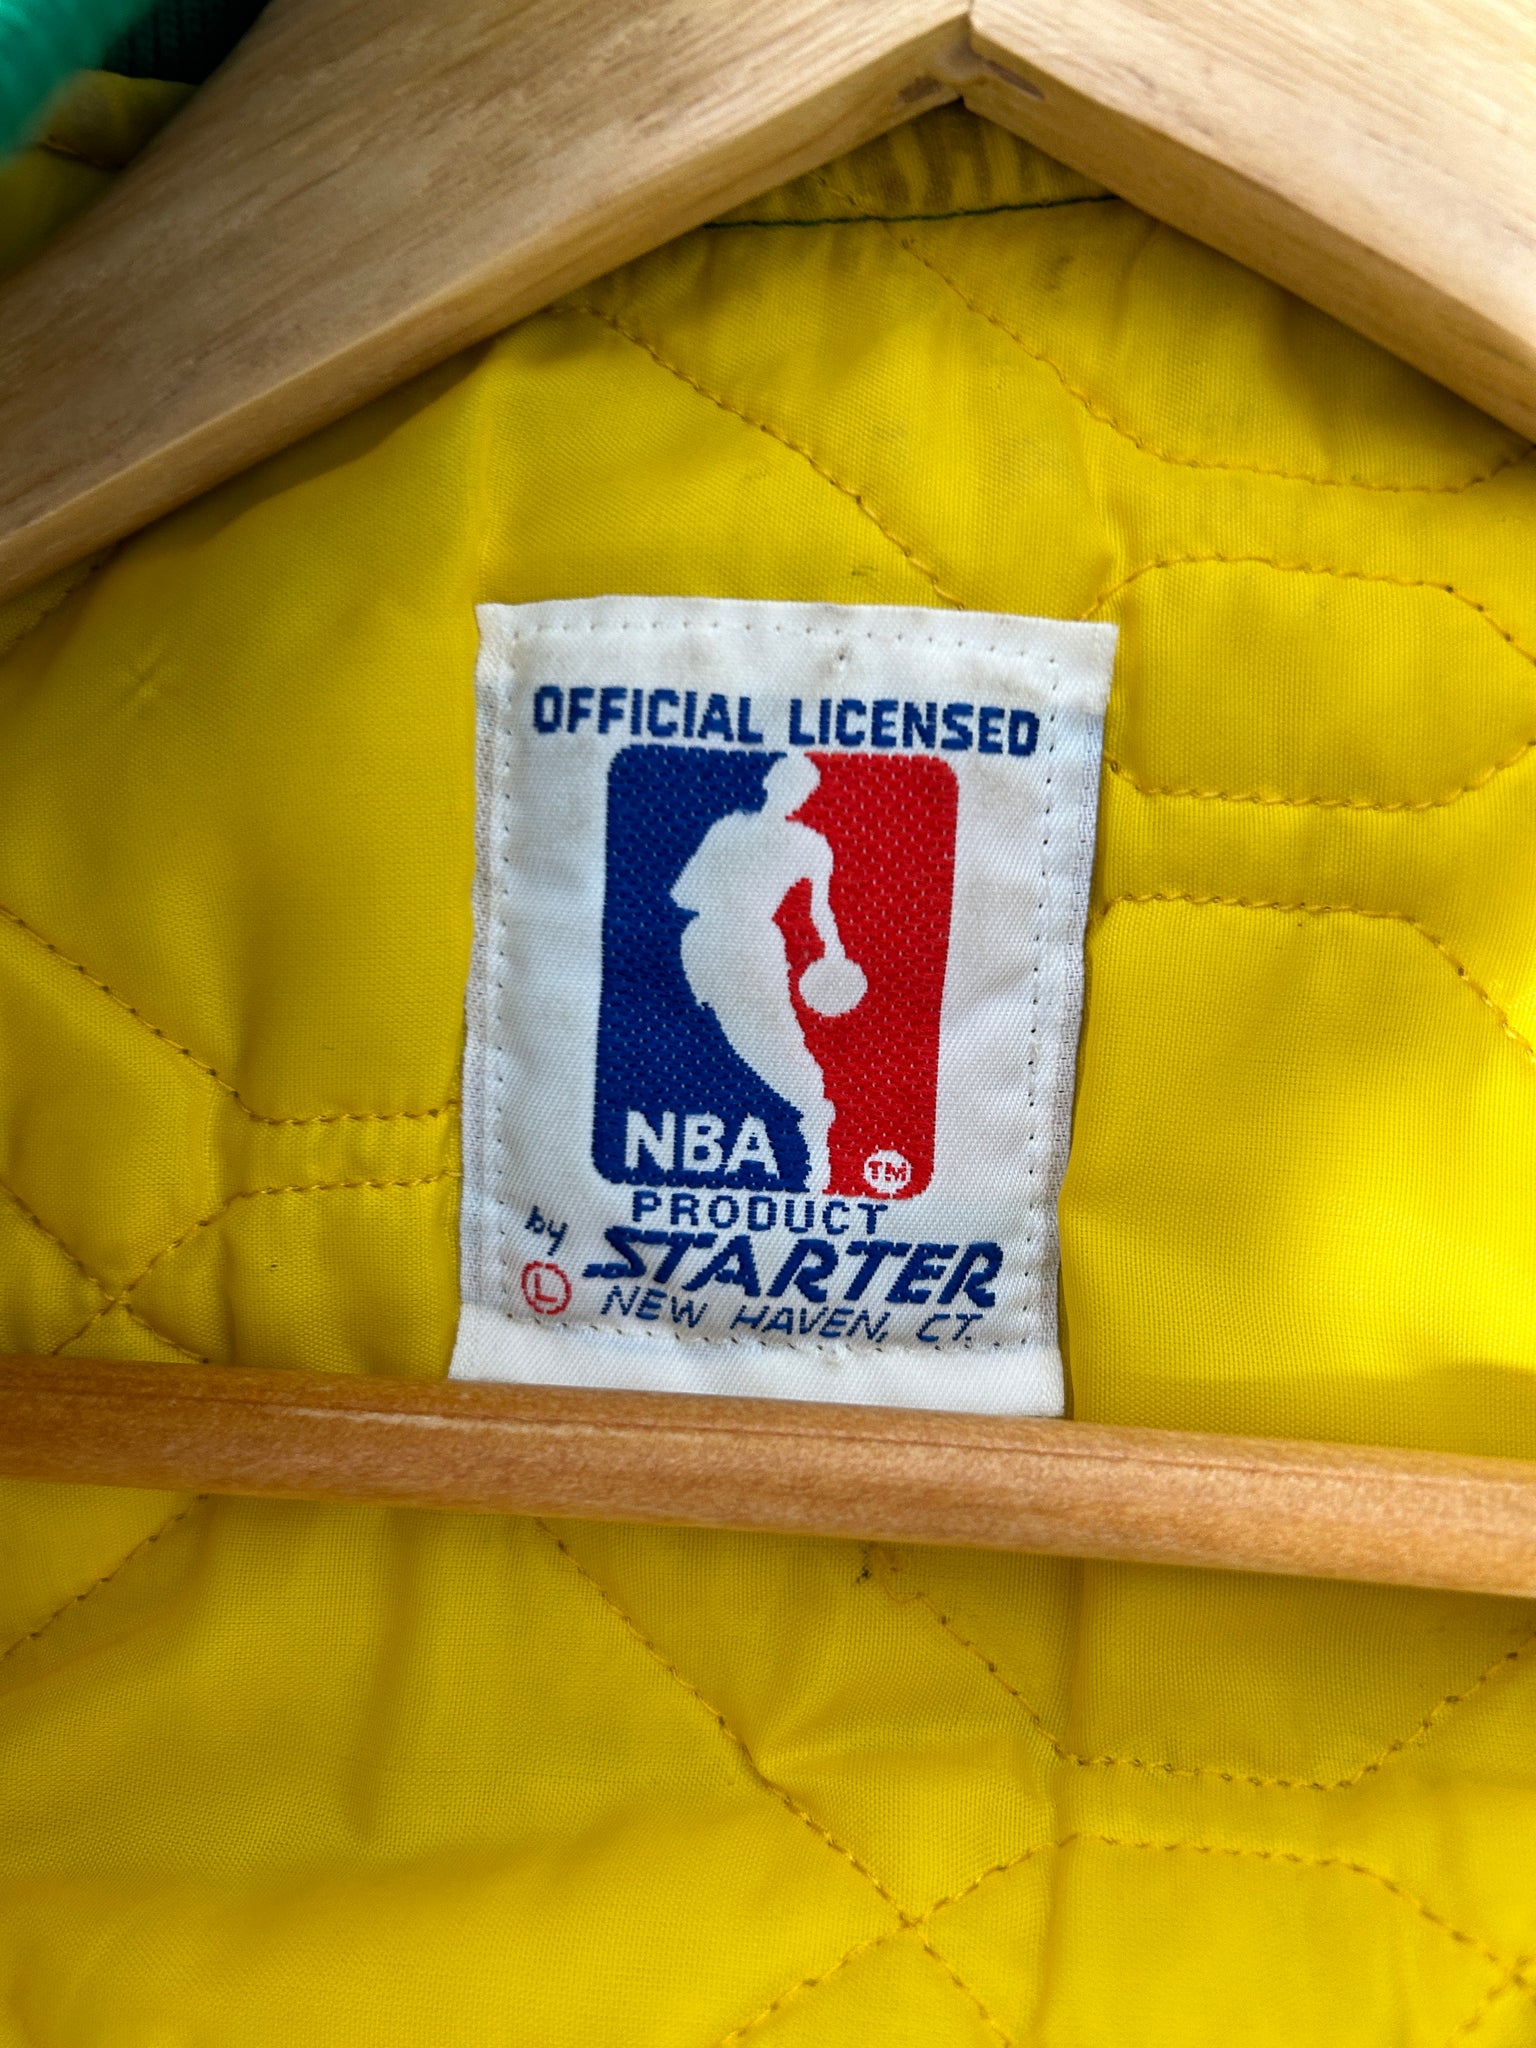 OFFICIAL LICENSED
NBA
TM
PRODUCT
by STARTER
L
NEW HAVEN, CT.